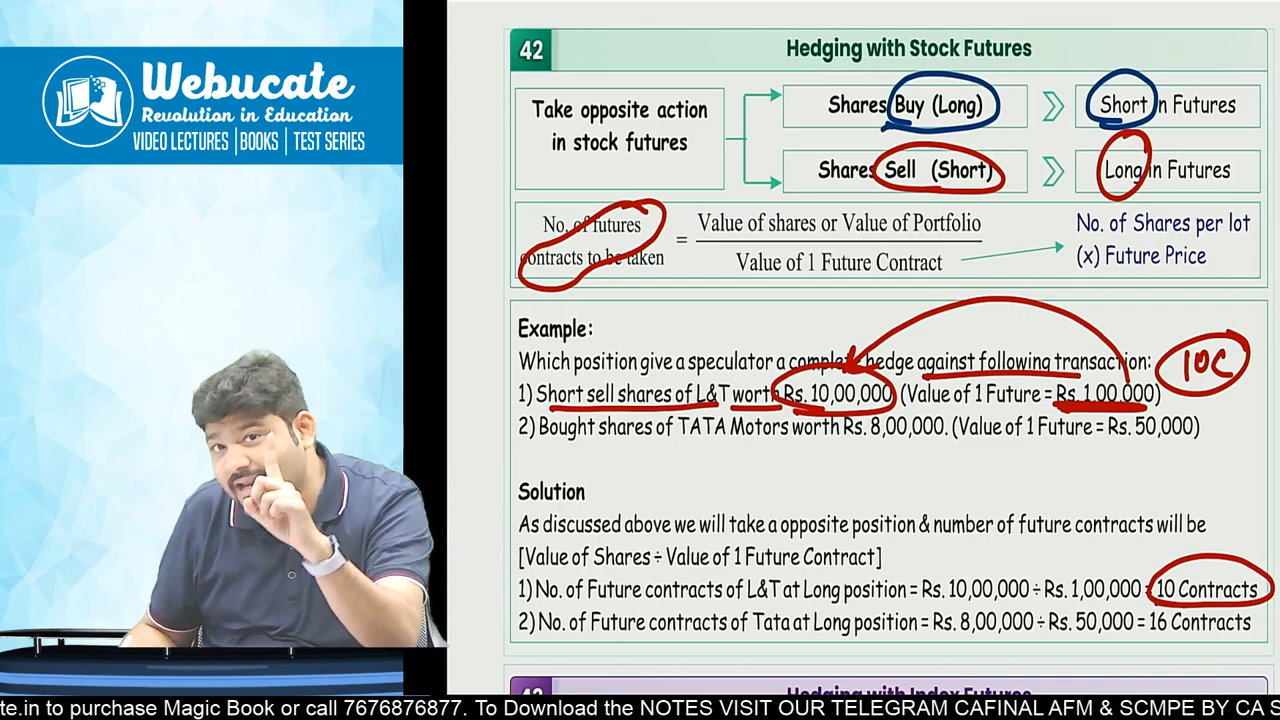 Webucate
Revolution in Education
VIDEO LECTURES | BOOKS | TEST SERIES
42 Hedging with Stock Futures
Take opposite action
in stock futures
Shares Buy (Long)
Short in Futures
Shares Sell (Short)
Long in Futures
No. of futures
contracts to be taken
=
Value of shares or Value of Portfolio
Value of 1 Future Contract
No. of Shares per lot
(x) Future Price
Example:
Which position give a speculator a complete hedge against following transaction:
10C
1) Short sell shares of L&T worth Rs. 10,00,000 (Value of 1 Future = Rs. 1,00,000)
2) Bought shares of TATA Motors worth Rs. 8,00,000. (Value of 1 Future = Rs. 50,000)
Solution
As discussed above we will take a opposite position & number of future contracts will be
[Value of Shares ÷ Value of 1 Future Contract]
1) No. of Future contracts of L&T at Long position = Rs. 10,00,000 ÷ Rs. 1,00,000 = 10 Contracts
2) No. of Future contracts of Tata at Long position = Rs. 8,00,000 ÷ Rs. 50,000 = 16 Contracts
43 Hedging with Index Futures
te.in to purchase Magic Book or call 7676876877. To Download the NOTES VISIT OUR TELEGRAM CAFINAL AFM & SCMPE BY CA S